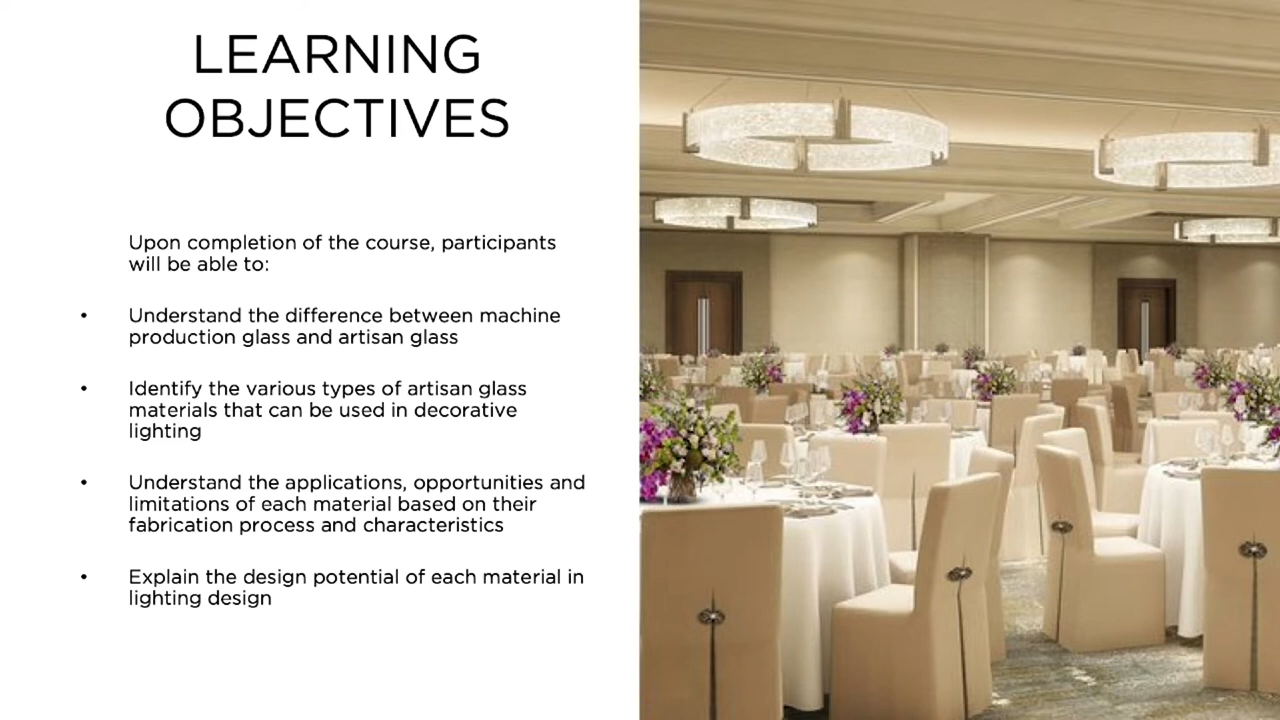 LEARNING
OBJECTIVES
Upon completion of the course, participants
will be able to:
• Understand the difference between machine
production glass and artisan glass
• Identify the various types of artisan glass
materials that can be used in decorative
lighting
• Understand the applications, opportunities and
limitations of each material based on their
fabrication process and characteristics
• Explain the design potential of each material in
lighting design